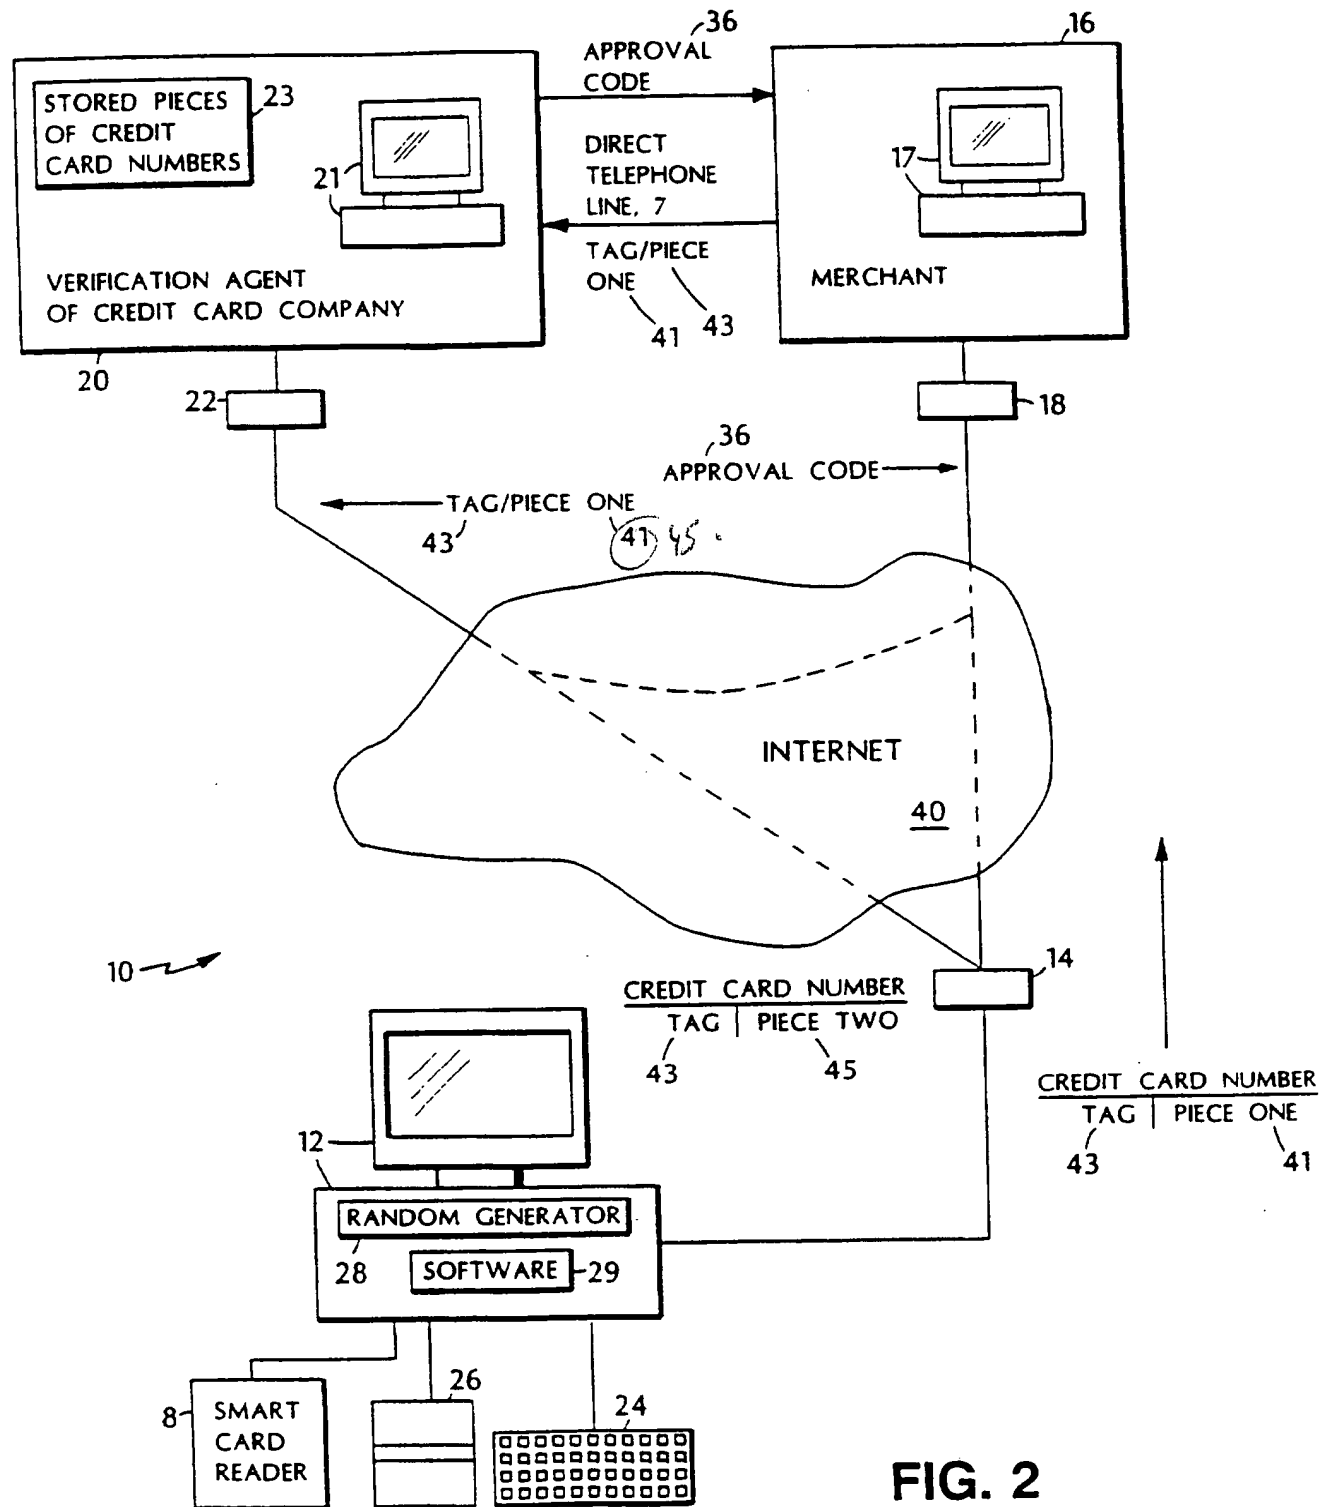 36
APPROVAL
CODE
16
STORED PIECES
OF CREDIT
CARD NUMBERS
23
21
DIRECT
TELEPHONE
LINE, 7
17
TAG/PIECE
ONE
41
43
VERIFICATION AGENT
OF CREDIT CARD COMPANY
MERCHANT
20
22
18
36
APPROVAL CODE
TAG/PIECE ONE
43
41
45
INTERNET
40
10
14
CREDIT CARD NUMBER
TAG | PIECE TWO
43
45
CREDIT CARD NUMBER
TAG | PIECE ONE
43
41
12
RANDOM GENERATOR
28
SOFTWARE
29
8
SMART
CARD
READER
26
24
FIG. 2